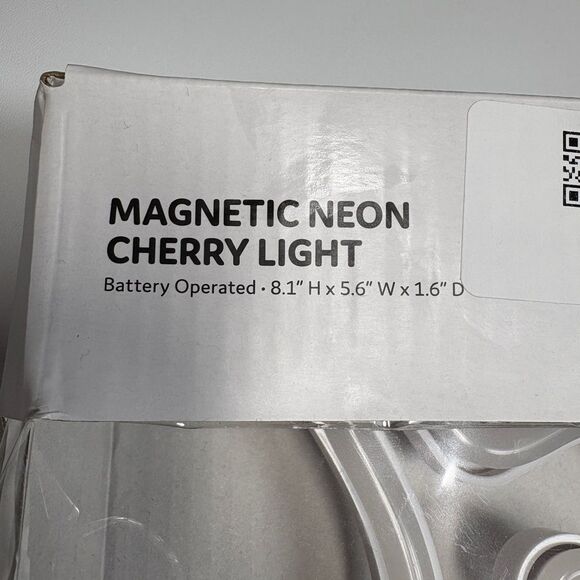 MAGNETIC NEON
CHERRY LIGHT
Battery Operated · 8.1" H x 5.6" W x 1.6" D